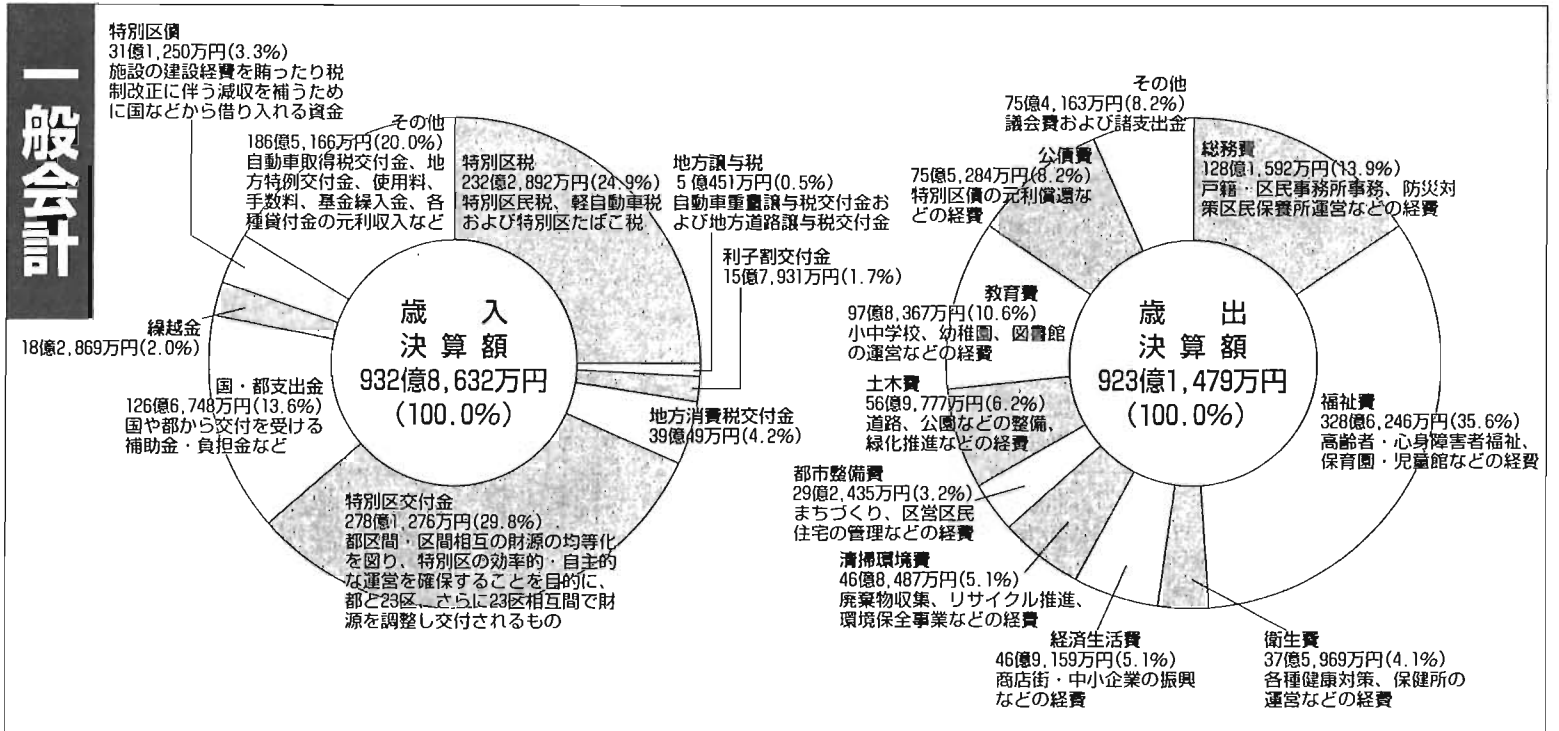 一般会計
特別区債
31億1,250万円(3.3%)
施設の建設経費を賄ったり税
制改正に伴う減収を補うため
に国などから借り入れる資金
その他
186億5,166万円(20.0%)
自動車取得税交付金、地
方特例交付金、使用料、
手数料、基金繰入金、各
種貸付金の元利収入など
特別区税
232億2,892万円(24.9%)
特別区民税、軽自動車税
および特別区たばこ税
地方譲与税
5億451万円(0.5%)
自動車重量譲与税交付金お
よび地方道路譲与税交付金
利子割交付金
15億7,931万円(1.7%)
繰越金
18億2,869万円(2.0%)
歳入
決算額
932億8,632万円
(100.0%)
国・都支出金
126億6,748万円(13.6%)
国や都から交付を受ける
補助金・負担金など
地方消費税交付金
39億49万円(4.2%)
特別区交付金
278億1,276万円(29.8%)
都区間・区間相互の財源の均等化
を図り、特別区の効率的・自主的
な運営を確保することを目的に、
都と23区、さらに23区相互間で財
源を調整し交付されるもの
その他
75億4,163万円(8.2%)
議会費および諸支出金
公債費
75億5,284万円(8.2%)
特別区債の元利償還な
どの経費
総務費
128億1,592万円(13.9%)
戸籍・区民事務所事務、防災対
策区民保養所運営などの経費
教育費
97億8,367万円(10.6%)
小中学校、幼稚園、図書館
の運営などの経費
歳出
決算額
923億1,479万円
(100.0%)
土木費
56億9,777万円(6.2%)
道路、公園などの整備、
緑化推進などの経費
福祉費
328億6,246万円(35.6%)
高齢者・心身障害者福祉、
保育園・児童館などの経費
都市整備費
29億2,435万円(3.2%)
まちづくり、区営区民
住宅の管理などの経費
清掃環境費
46億8,487万円(5.1%)
廃棄物収集、リサイクル推進、
環境保全事業などの経費
経済生活費
46億9,159万円(5.1%)
商店街・中小企業の振興
などの経費
衛生費
37億5,969万円(4.1%)
各種健康対策、保健所の
運営などの経費